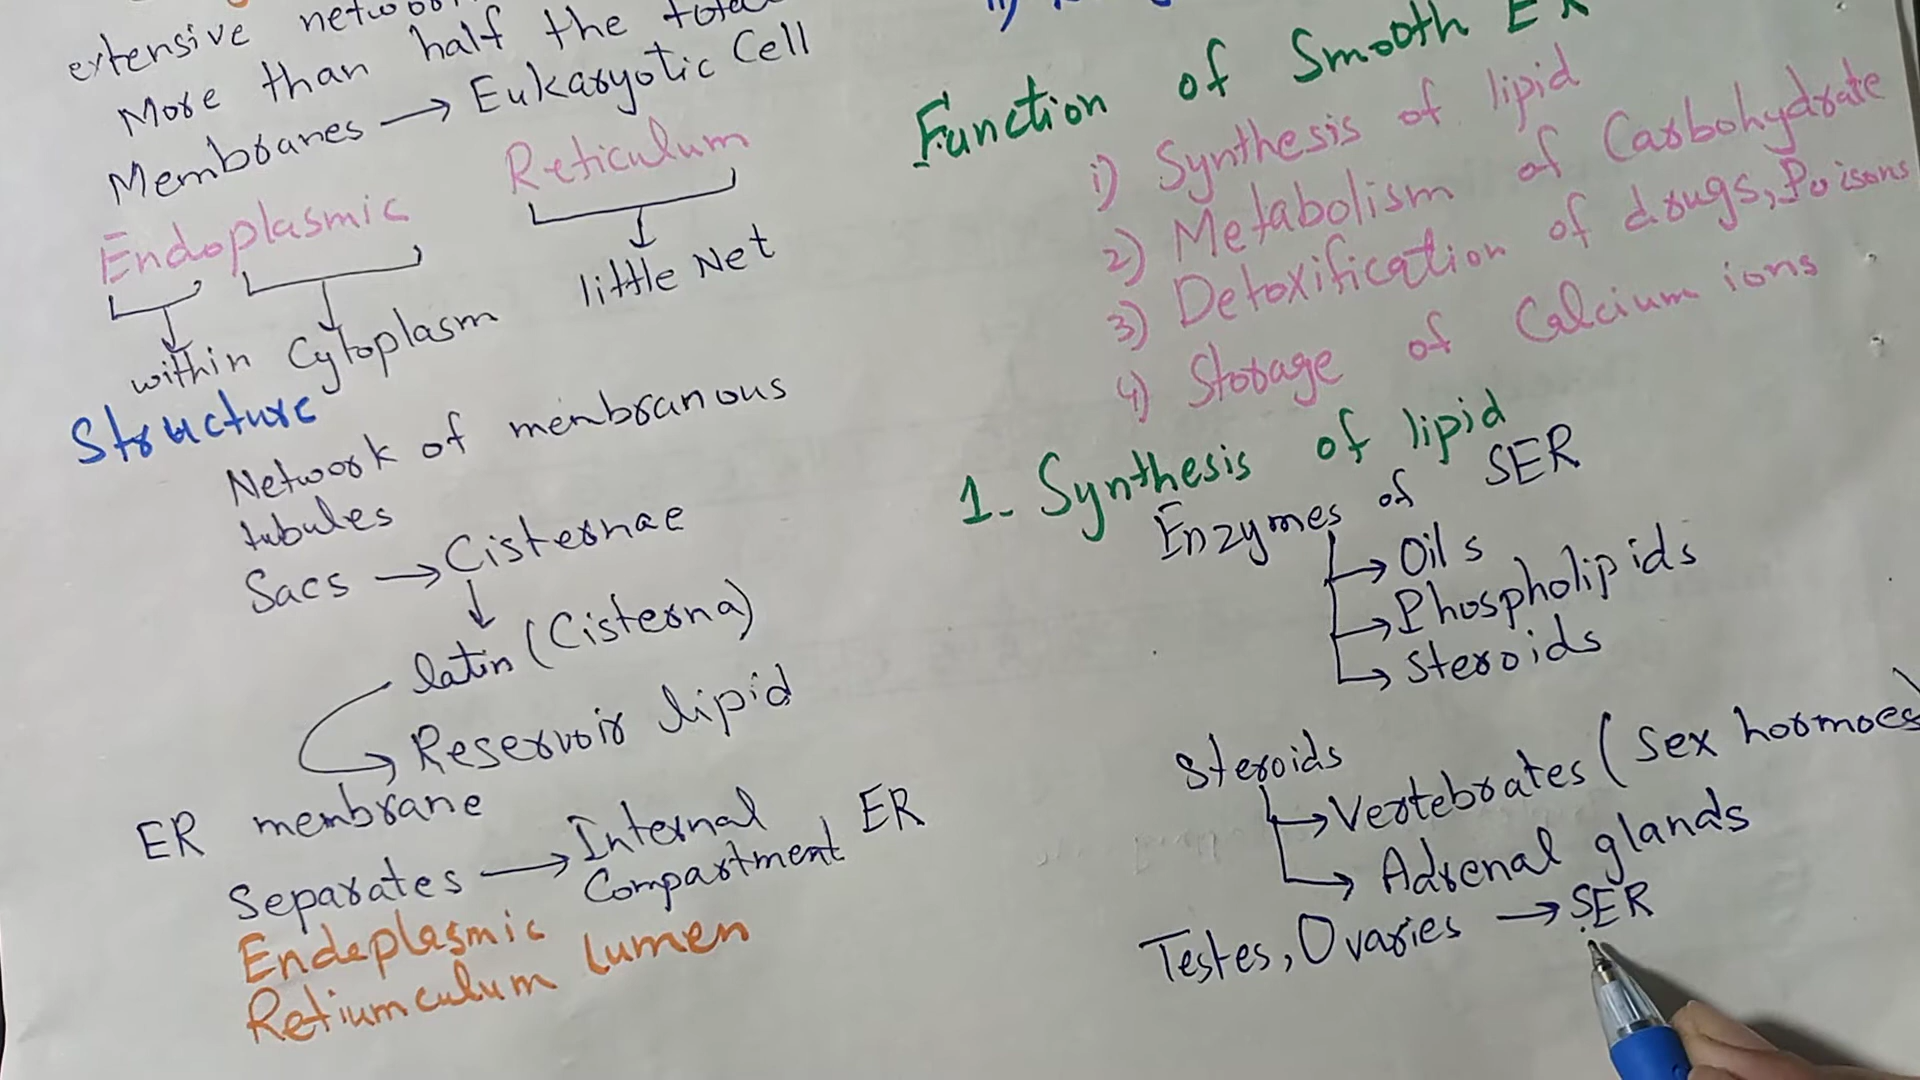 extensive
More than half the
Membranes → Eukaryotic Cell
Endoplasmic Reticulum
within Cytoplasm little Net
Structure
Network of membranous
tubules
Sacs → Cisternae
latin (Cisterna)
Reservoir lipid
ER membrane
Separates → Internal Compartment ER
Endeplasmic
Retiumculum lumen
Function of Smooth ER
i) Synthesis of lipid
2) Metabolism of Carbohydrate
3) Detoxification of drugs, Poisons
4) Storage of Calcium ions
1- Synthesis of lipid
Enzymes of SER
→ Oils
→ Phospholipids
→ Steroids
Steroids
→ Vertebrates (Sex hormoes)
→ Adrenal glands
Testes, Ovaries → SER